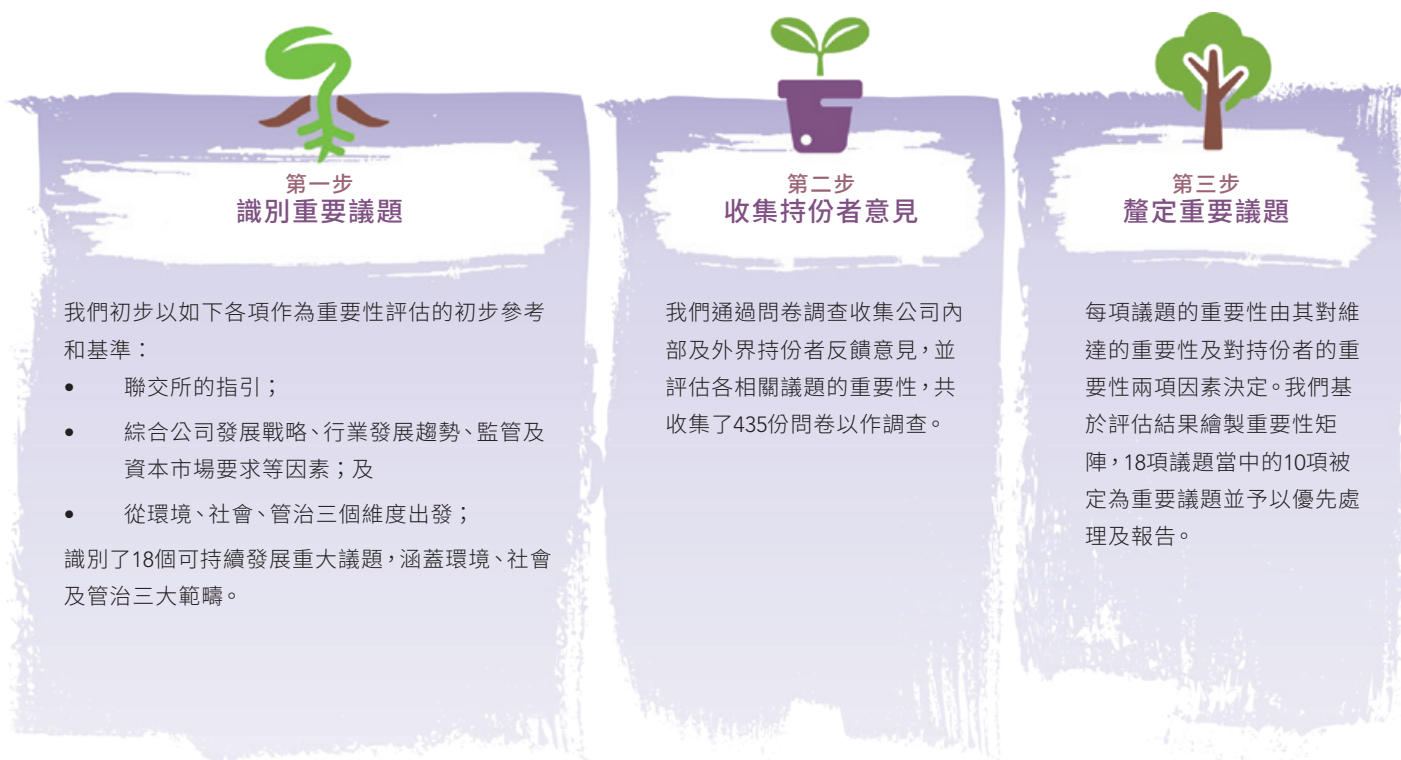 第一步
識別重要議題
我們初步以如下各項作為重要性評估的初步參考
和基準：
• 聯交所的指引；
• 綜合公司發展戰略、行業發展趨勢、監管及
資本市場要求等因素；及
• 從環境、社會、管治三個維度出發；
識別了18個可持續發展重大議題，涵蓋環境、社會
及管治三大範疇。
第二步
收集持份者意見
我們通過問卷調查收集公司內
部及外界持份者反饋意見，並
評估各相關議題的重要性，共
收集了435份問卷以作調查。
第三步
釐定重要議題
每項議題的重要性由其對維
達的重要性及對持份者的重
要性兩項因素決定。我們基
於評估結果繪製重要性矩
陣，18項議題當中的10項被
定為重要議題並予以優先處
理及報告。